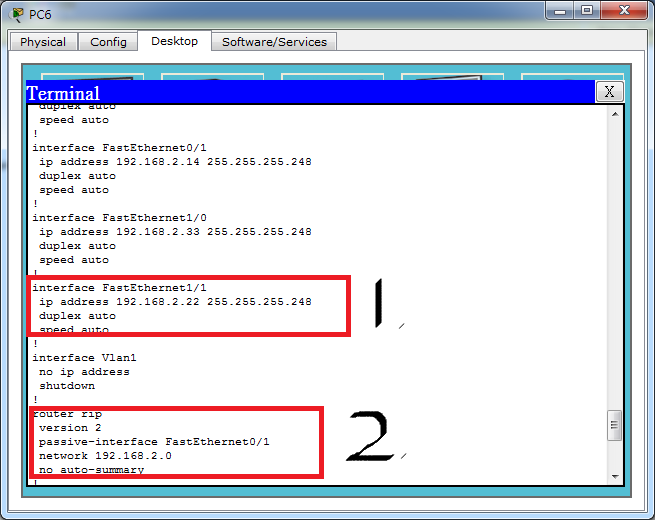 PC6
Physical Config Desktop Software/Services
Terminal X
duplex auto
speed auto
!
interface FastEthernet0/1
ip address 192.168.2.14 255.255.255.248
duplex auto
speed auto
!
interface FastEthernet1/0
ip address 192.168.2.33 255.255.255.248
duplex auto
speed auto
!
interface FastEthernet1/1
ip address 192.168.2.22 255.255.255.248
duplex auto
speed auto
!
interface Vlan1
no ip address
shutdown
!
router rip
version 2
passive-interface FastEthernet0/1
network 192.168.2.0
no auto-summary
!
1.
2.